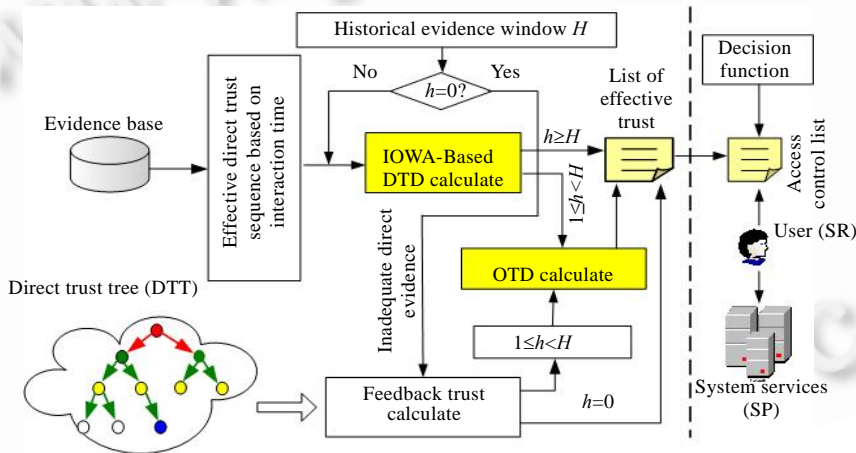 Historical evidence window H
No
Yes
h=0?
Evidence base
Effective direct trust
sequence based on
interaction time
IOWA-Based
DTD calculate
h≥H
1≤h<H
List of
effective
trust
Decision
function
Access
control list
User (SR)
OTD calculate
Inadequate direct
evidence
Direct trust tree (DTT)
1≤h<H
Feedback trust
calculate
h=0
System services
(SP)